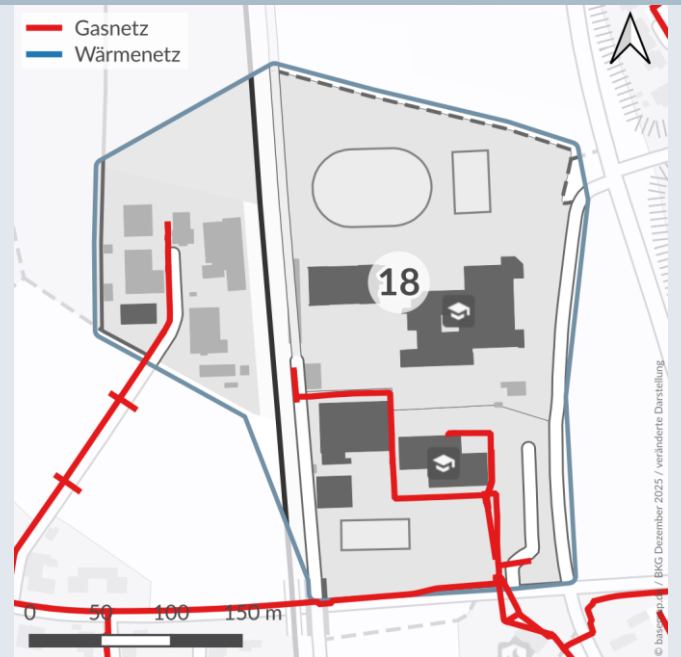 Gasnetz
Wärmenetz
18
0 50 100 150 m
© basemap.de / BKG Dezember 2025 / veränderte Darstellung